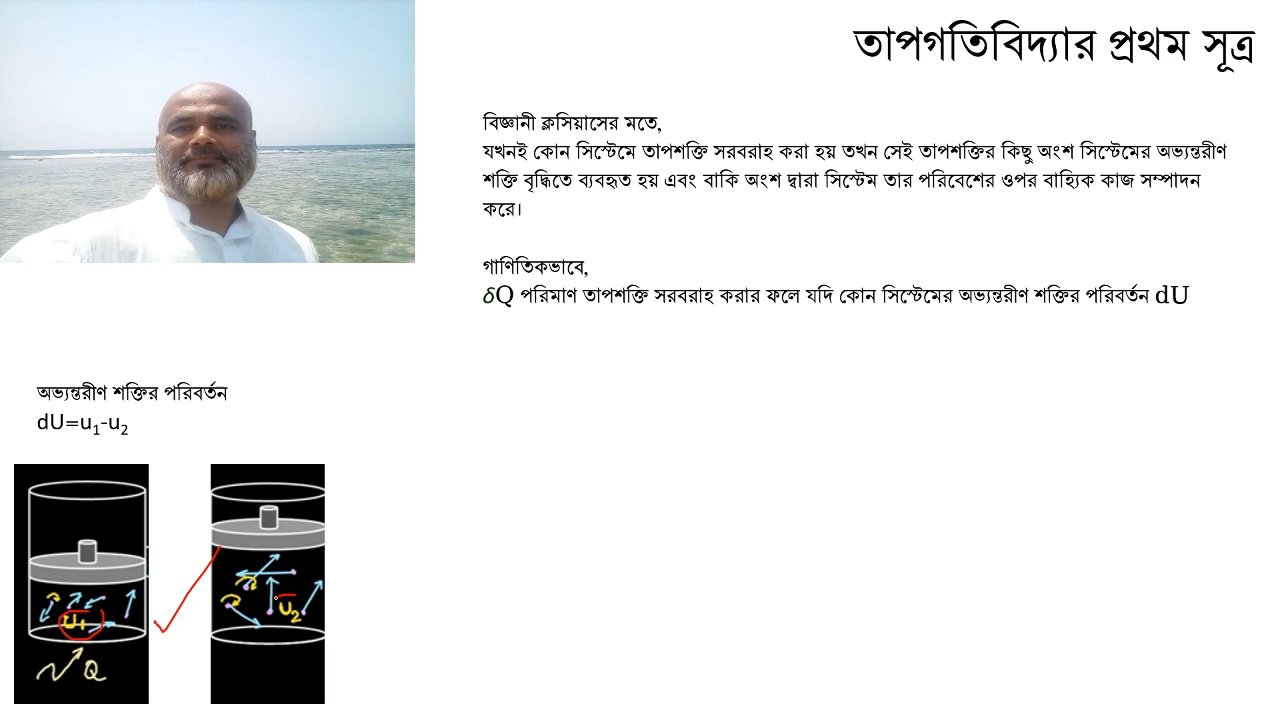 তাপগতিবিদ্যার প্রথম সূত্র
বিজ্ঞানী ক্লসিয়াসের মতে,
যখনই কোন সিস্টেমে তাপশক্তি সরবরাহ করা হয় তখন সেই তাপশক্তির কিছু অংশ সিস্টেমের অভ্যন্তরীণ
শক্তি বৃদ্ধিতে ব্যবহৃত হয় এবং বাকি অংশ দ্বারা সিস্টেম তার পরিবেশের ওপর বাহ্যিক কাজ সম্পাদন
করে।
গাণিতিকভাবে,
δQ পরিমাণ তাপশক্তি সরবরাহ করার ফলে যদি কোন সিস্টেমের অভ্যন্তরীণ শক্তির পরিবর্তন dU
অভ্যন্তরীণ শক্তির পরিবর্তন
dU=u₁-u₂
U₁
U₂
Q